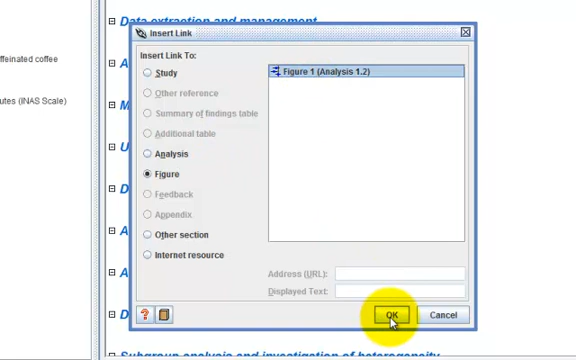 Data extraction and management
Insert Link
Insert Link To:
Study
Other reference
Summary of findings table
Additional table
Analysis
Figure
Feedback
Appendix
Other section
Internet resource
Figure 1 (Analysis 1.2)
Address (URL):
Displayed Text:
?
OK
Cancel
ffeinated coffee
utes (INAS Scale)
A
M
U
D
A
A
D
Subgroup analysis and investigation of heterogeneity